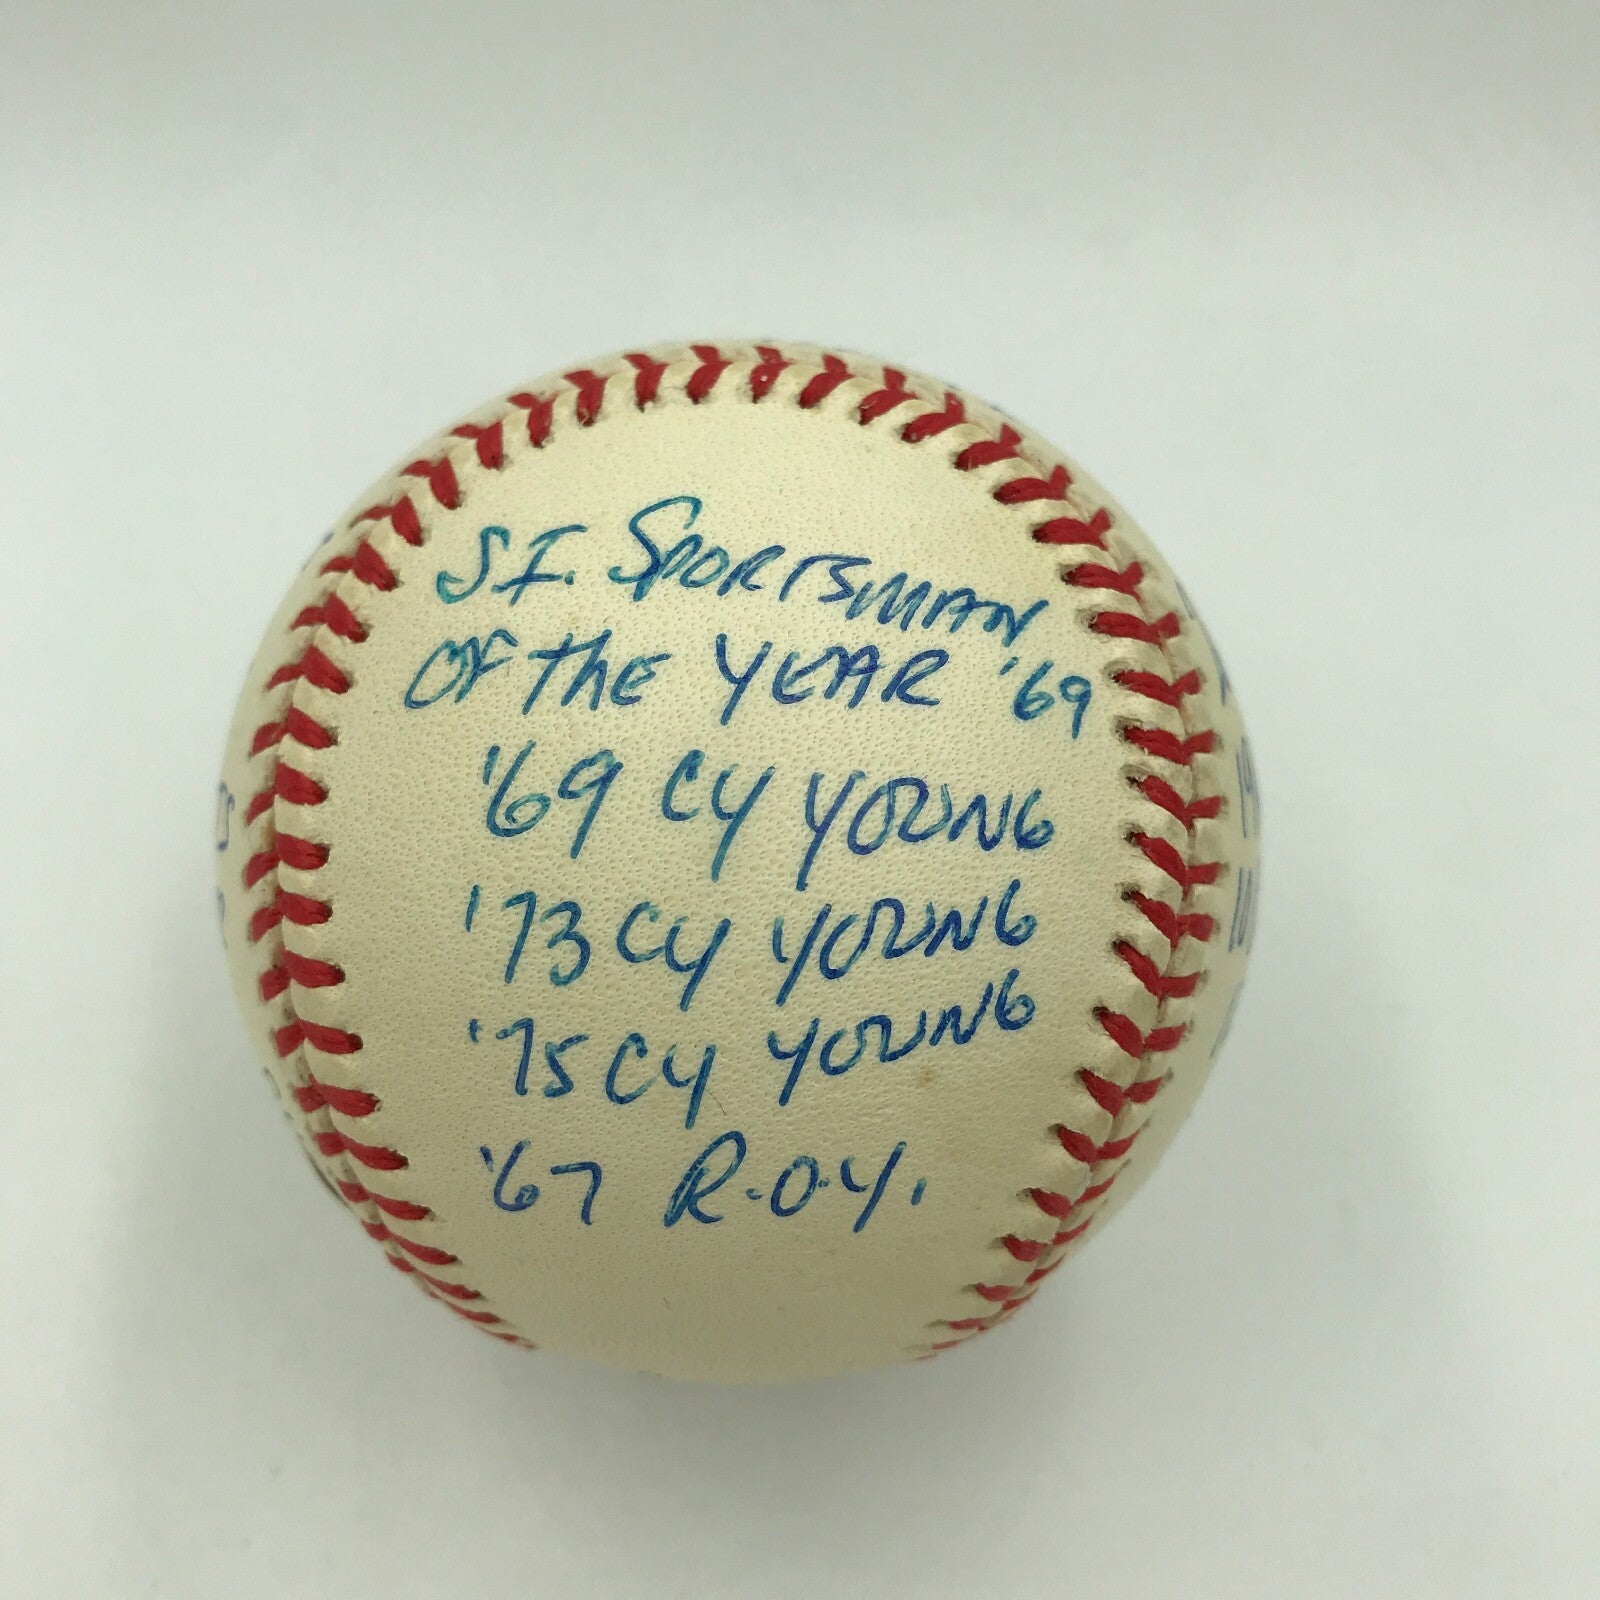 S.I. SPORTSMAN
OF THE YEAR '69
'69 CY YOUNG
'73 CY YOUNG
'75 CY YOUNG
'67 R.O.Y.